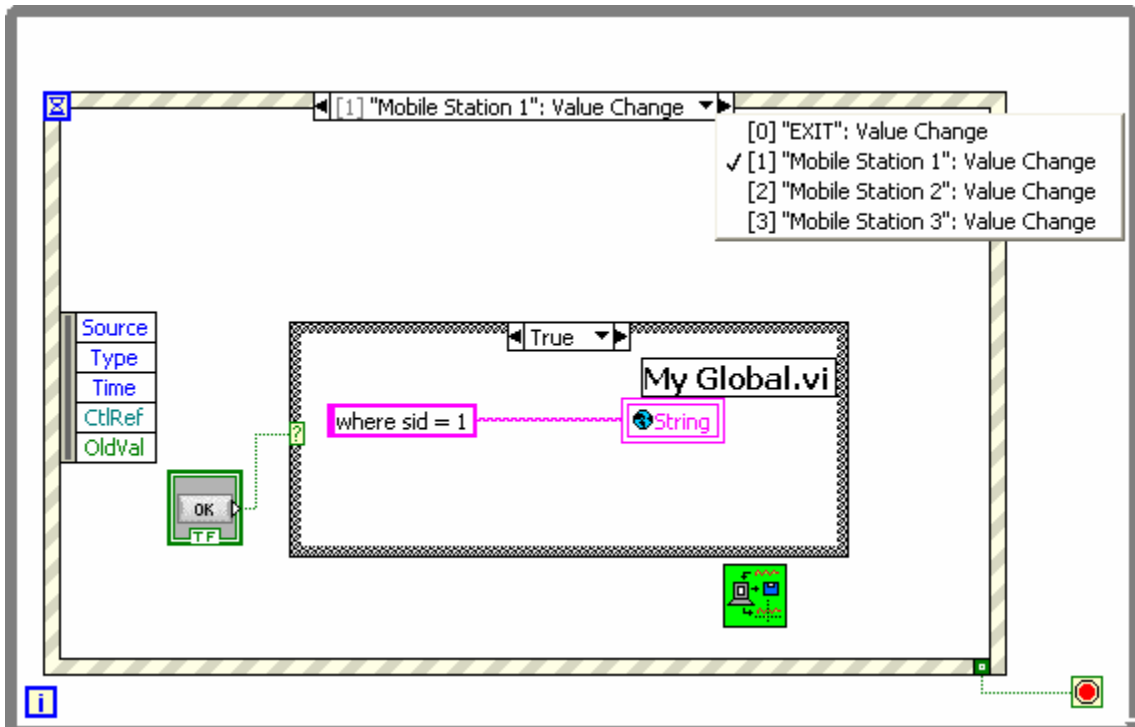 [1] "Mobile Station 1": Value Change
[0] "EXIT": Value Change
[1] "Mobile Station 1": Value Change
[2] "Mobile Station 2": Value Change
[3] "Mobile Station 3": Value Change
Source
Type
Time
CtlRef
OldVal
True
My Global.vi
where sid = 1
String
?
OK
TF
i